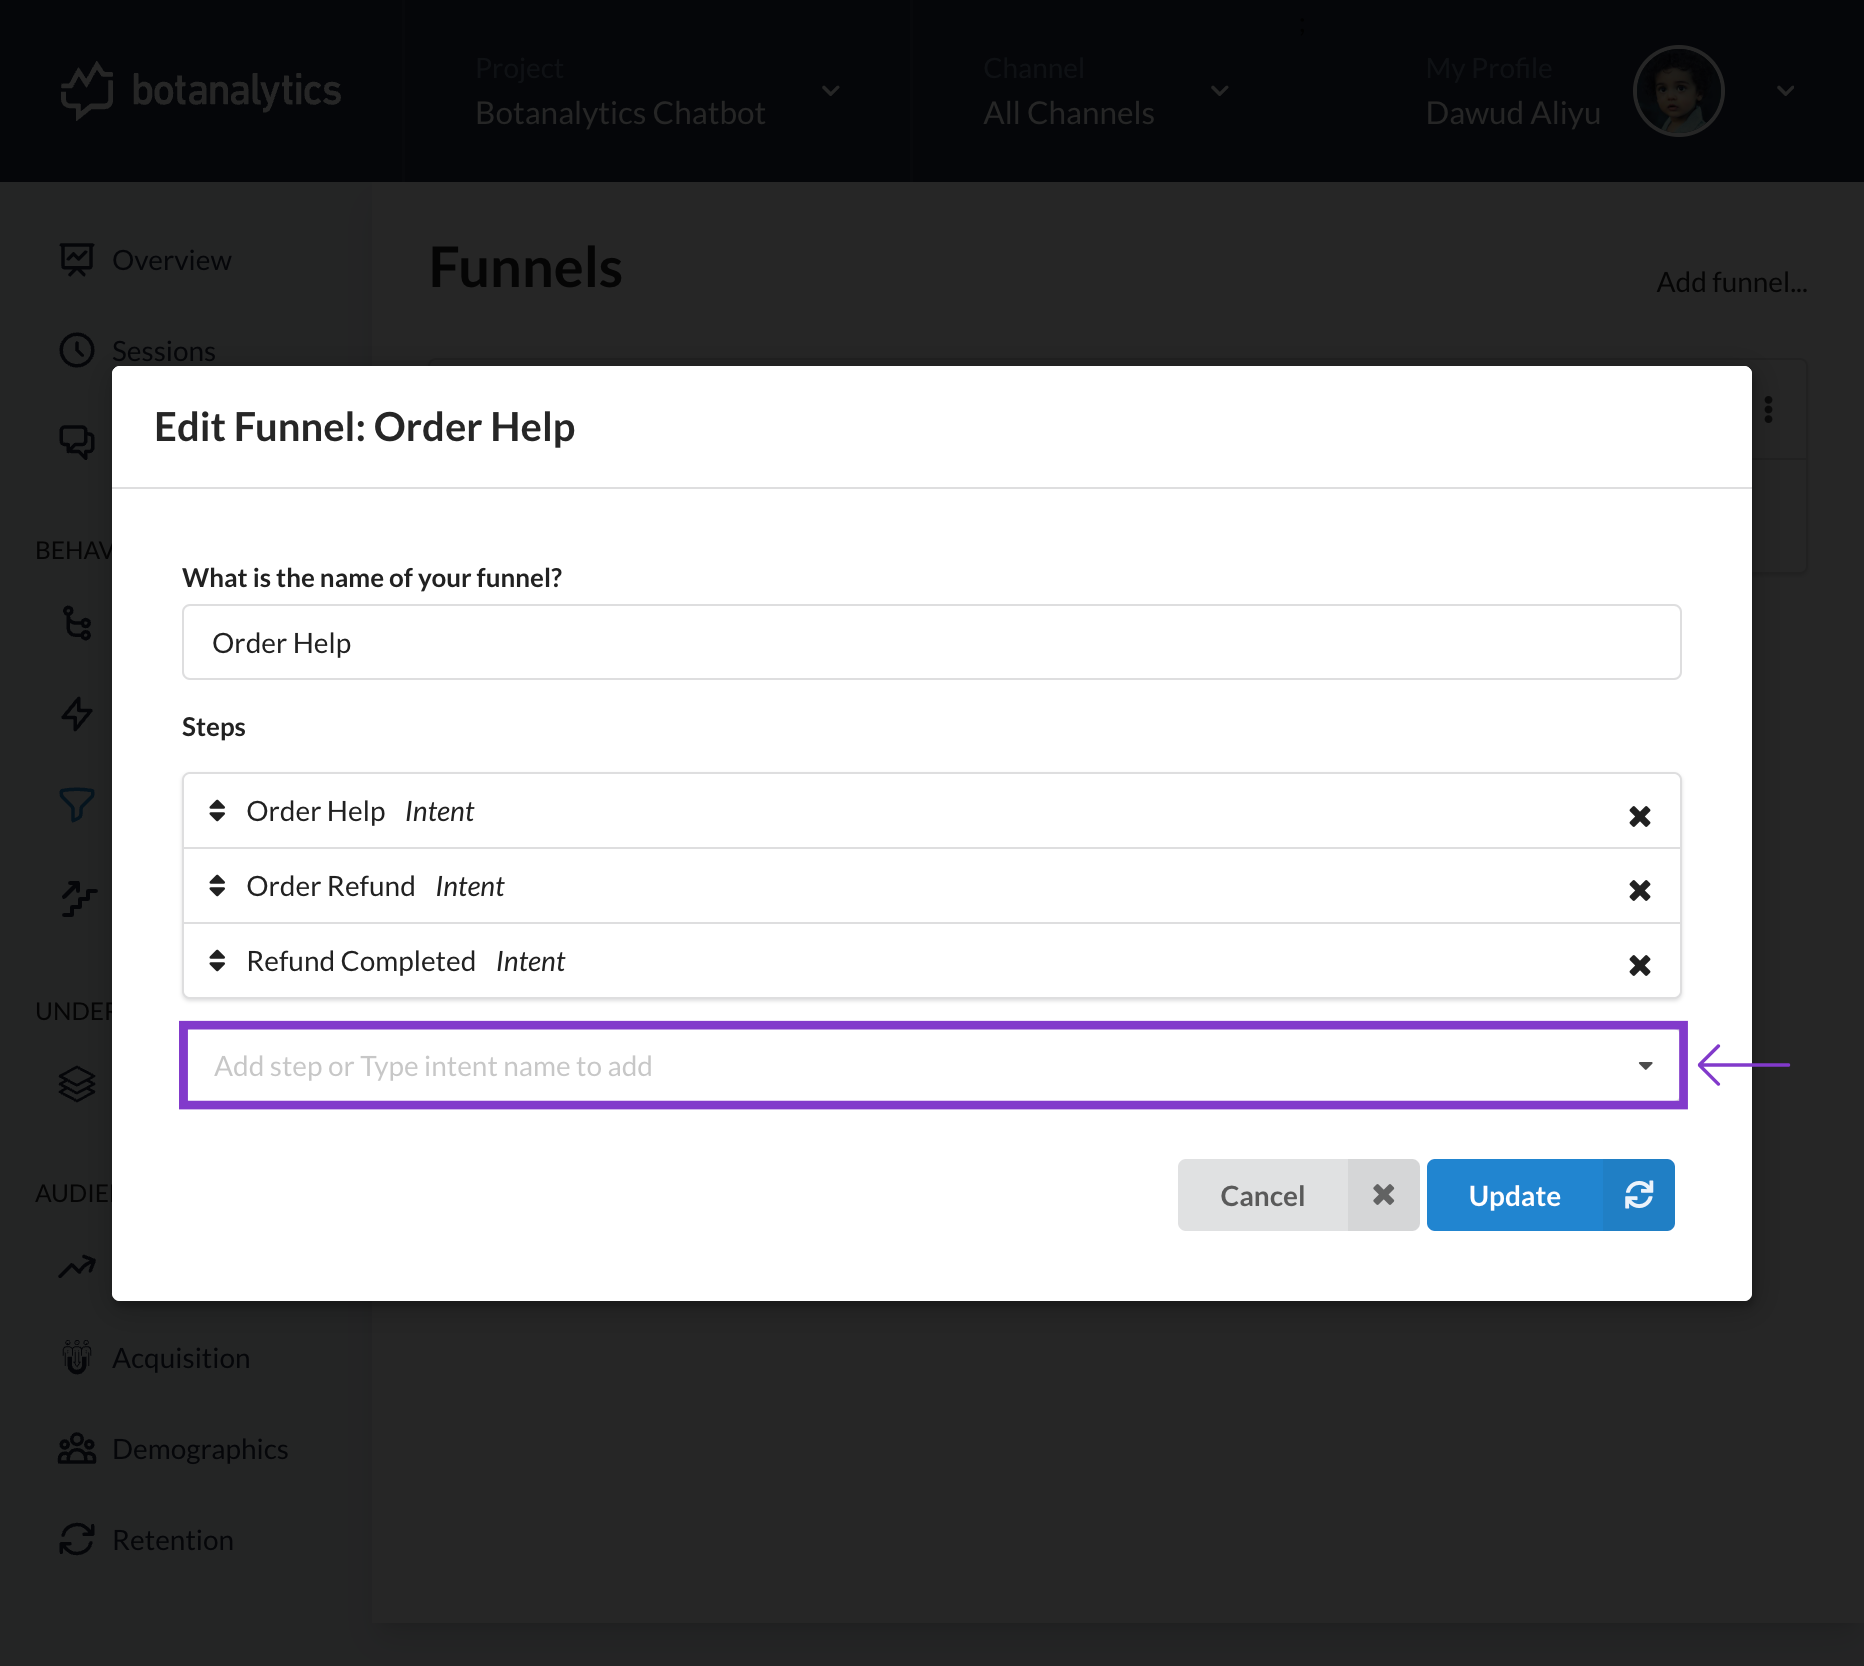 botanalytics
Project
Botanalytics Chatbot
Channel
All Channels
My Profile
Dawud Aliyu
Overview
Sessions
BEHAV
UNDER
AUDIE
Acquisition
Demographics
Retention
Funnels
Add funnel...
Edit Funnel: Order Help
What is the name of your funnel?
Order Help
Steps
Order Help Intent
Order Refund Intent
Refund Completed Intent
Add step or Type intent name to add
Cancel
Update